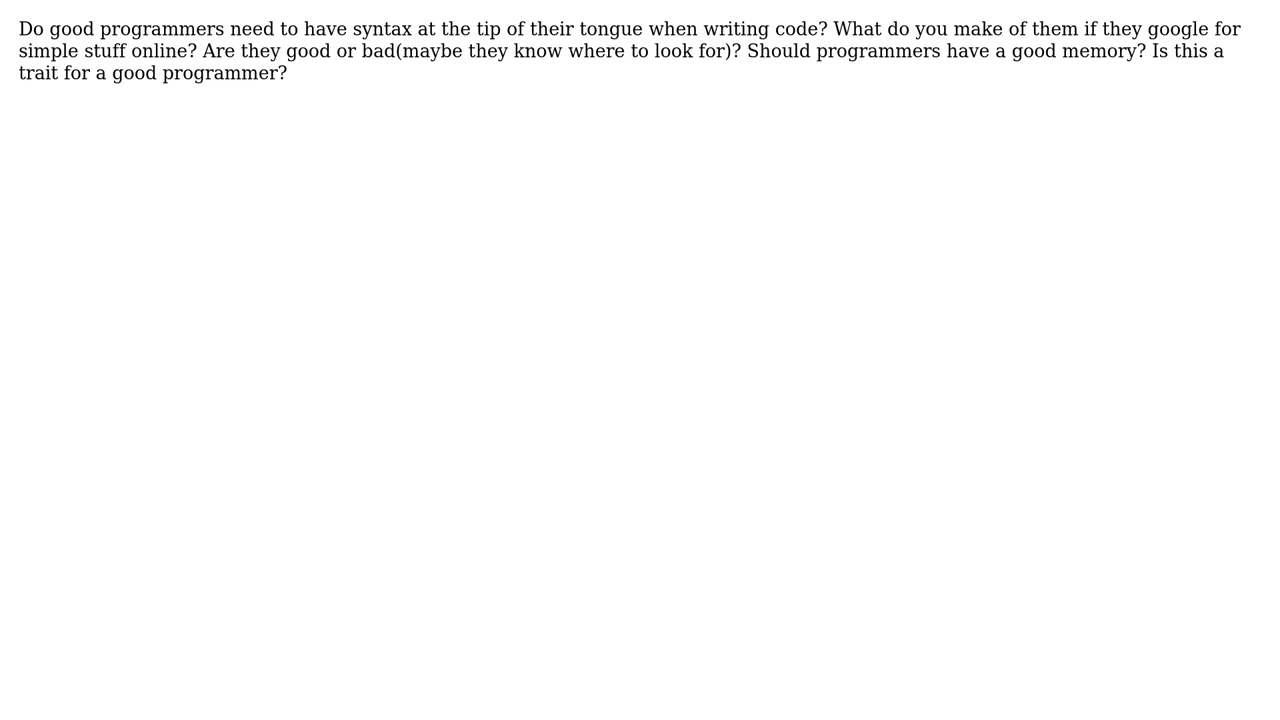 Do good programmers need to have syntax at the tip of their tongue when writing code? What do you make of them if they google for
simple stuff online? Are they good or bad(maybe they know where to look for)? Should programmers have a good memory? Is this a
trait for a good programmer?